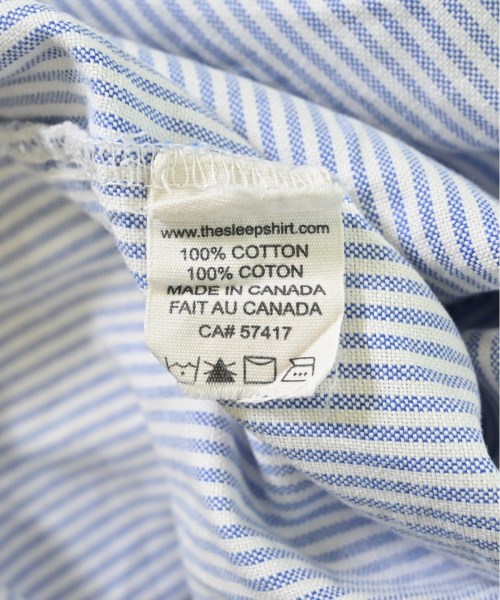 www.thesleepshirt.com
100% COTTON
100% COTON
MADE IN CANADA
FAIT AU CANADA
CA# 57417